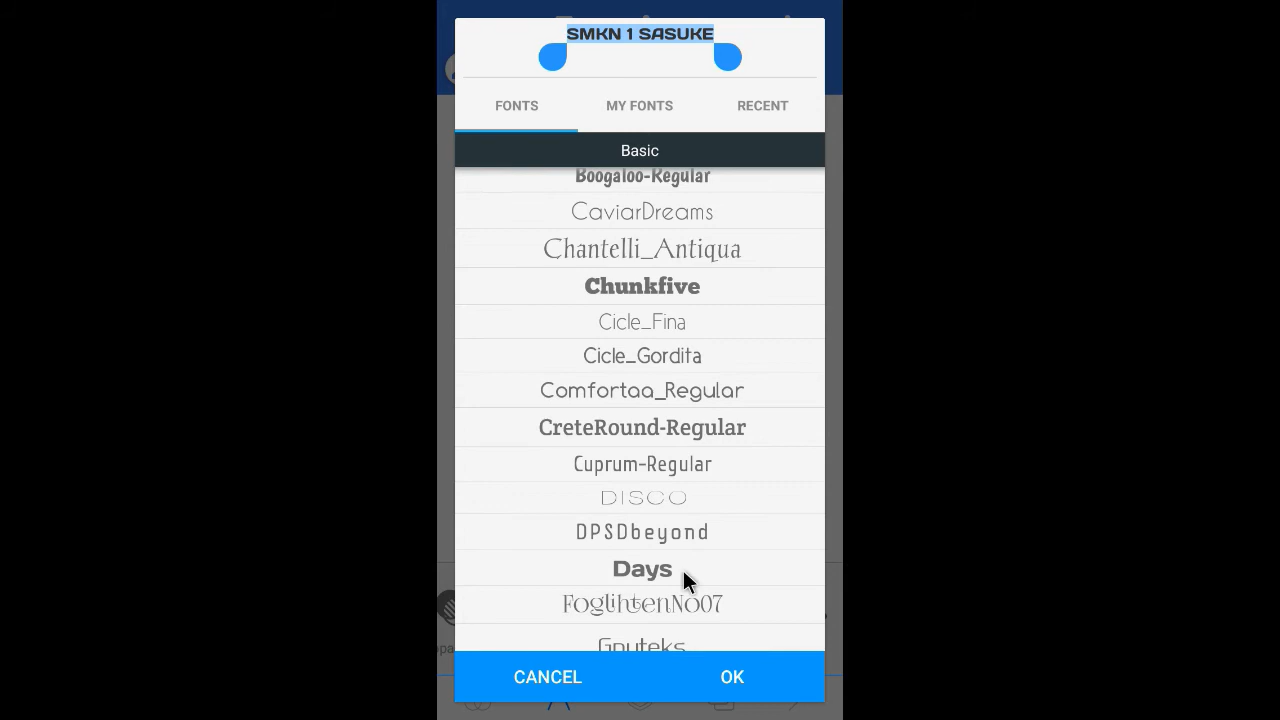 SMKN 1 SASUKE
FONTS MY FONTS RECENT
Basic
Boogaloo-Regular
CaviarDreams
Chantelli_Antiqua
Chunkfive
Cicle_Fina
Cicle_Gordita
Comfortaa_Regular
CreteRound-Regular
Cuprum-Regular
DISCO
DPSDbeyond
Days
FoglihtenNo07
Gputeks
CANCEL OK